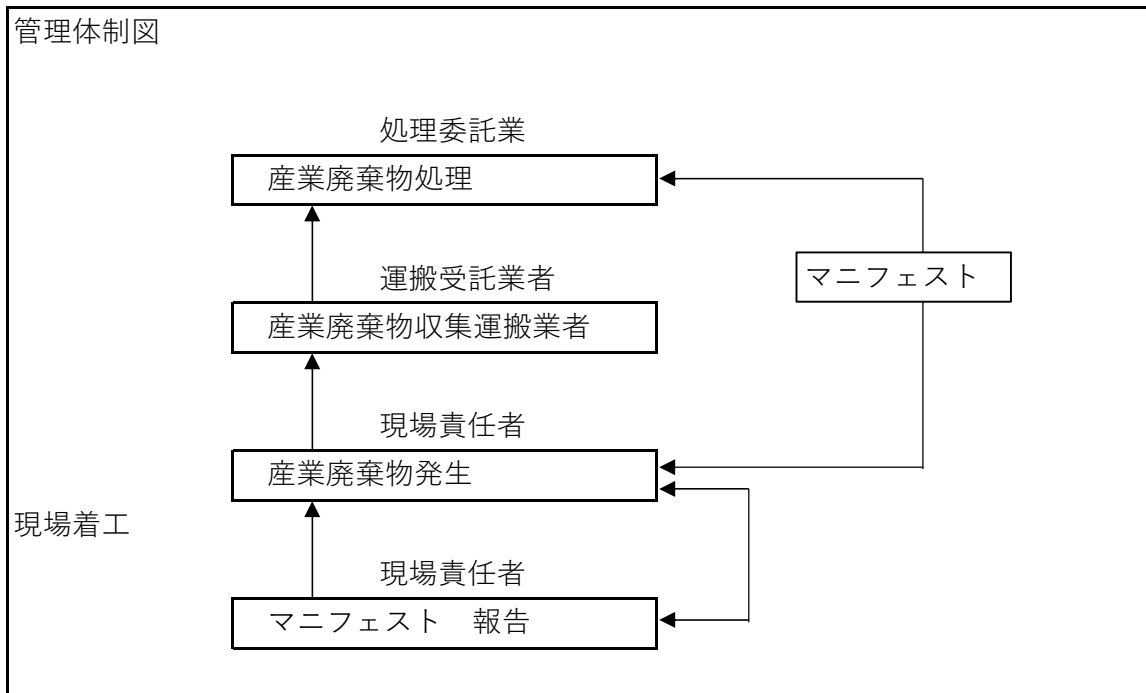 管理体制図
処理委託業
産業廃棄物処理
マニフェスト
運搬受託業者
産業廃棄物収集運搬業者
現場責任者
産業廃棄物発生
現場着工
現場責任者
マニフェスト　報告